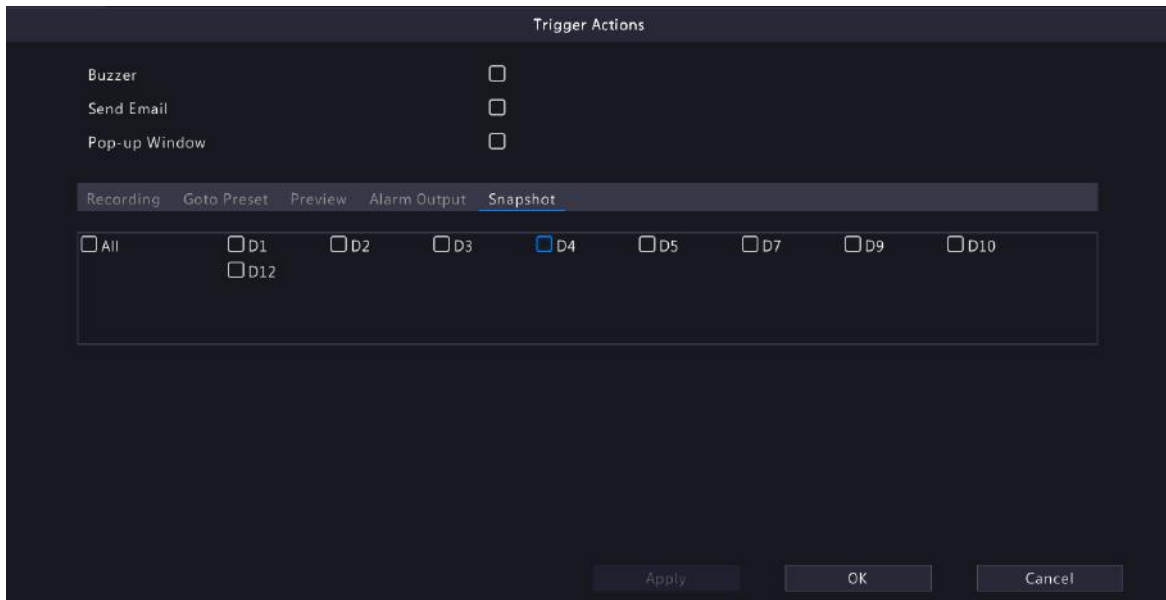 Trigger Actions
Buzzer
Send Email
Pop-up Window
Recording Goto Preset Preview Alarm Output Snapshot
All D1 D2 D3 D4 D5 D7 D9 D10
D12
Apply OK Cancel